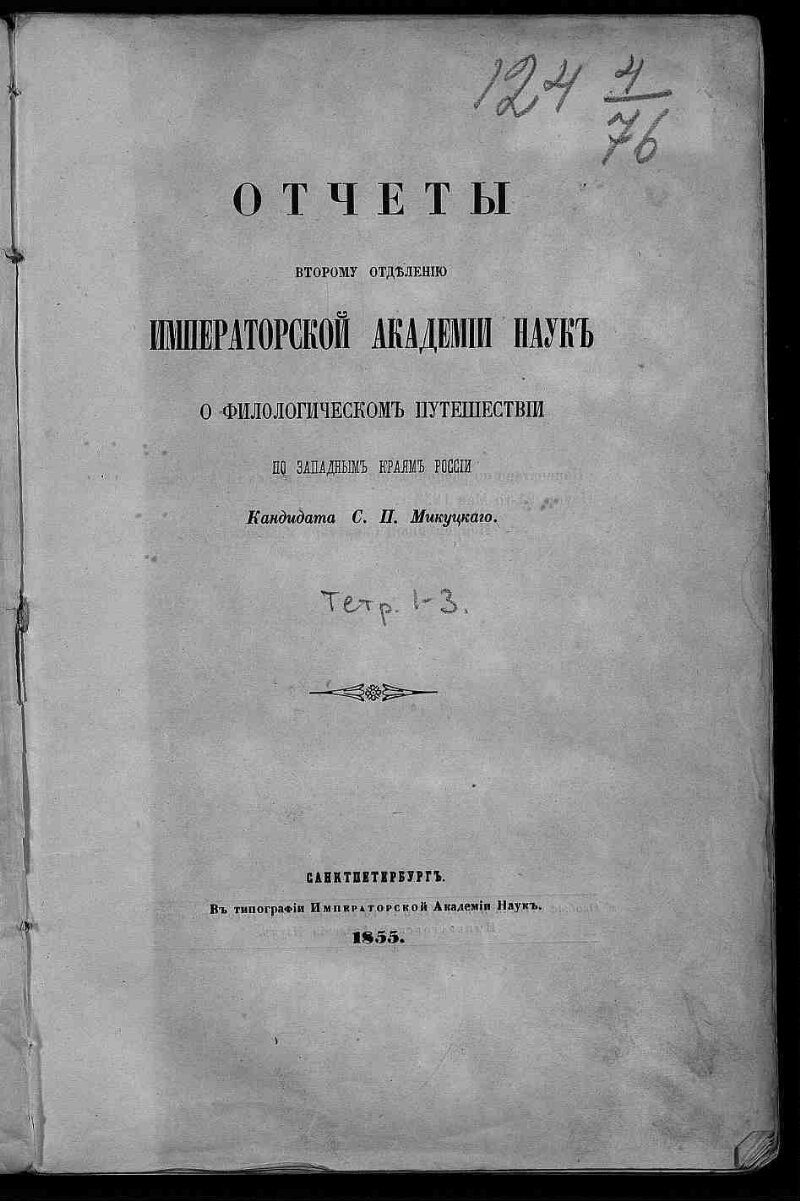 124 4/76
ОТЧЕТЫ
ВТОРОМУ ОТДѢЛЕНІЮ
ИМПЕРАТОРСКОЙ АКАДЕМІИ НАУКЪ
О ФИЛОЛОГИЧЕСКОМЪ ПУТЕШЕСТВІИ
ПО ЗАПАДНЫМЪ КРАЯМЪ РОССІИ
Кандидата С. П. Микуцкаго.
Тетр. 1-3.
САНКТПЕТЕРБУРГЪ.
Въ типографіи Императорской Академіи Наукъ.
1855.